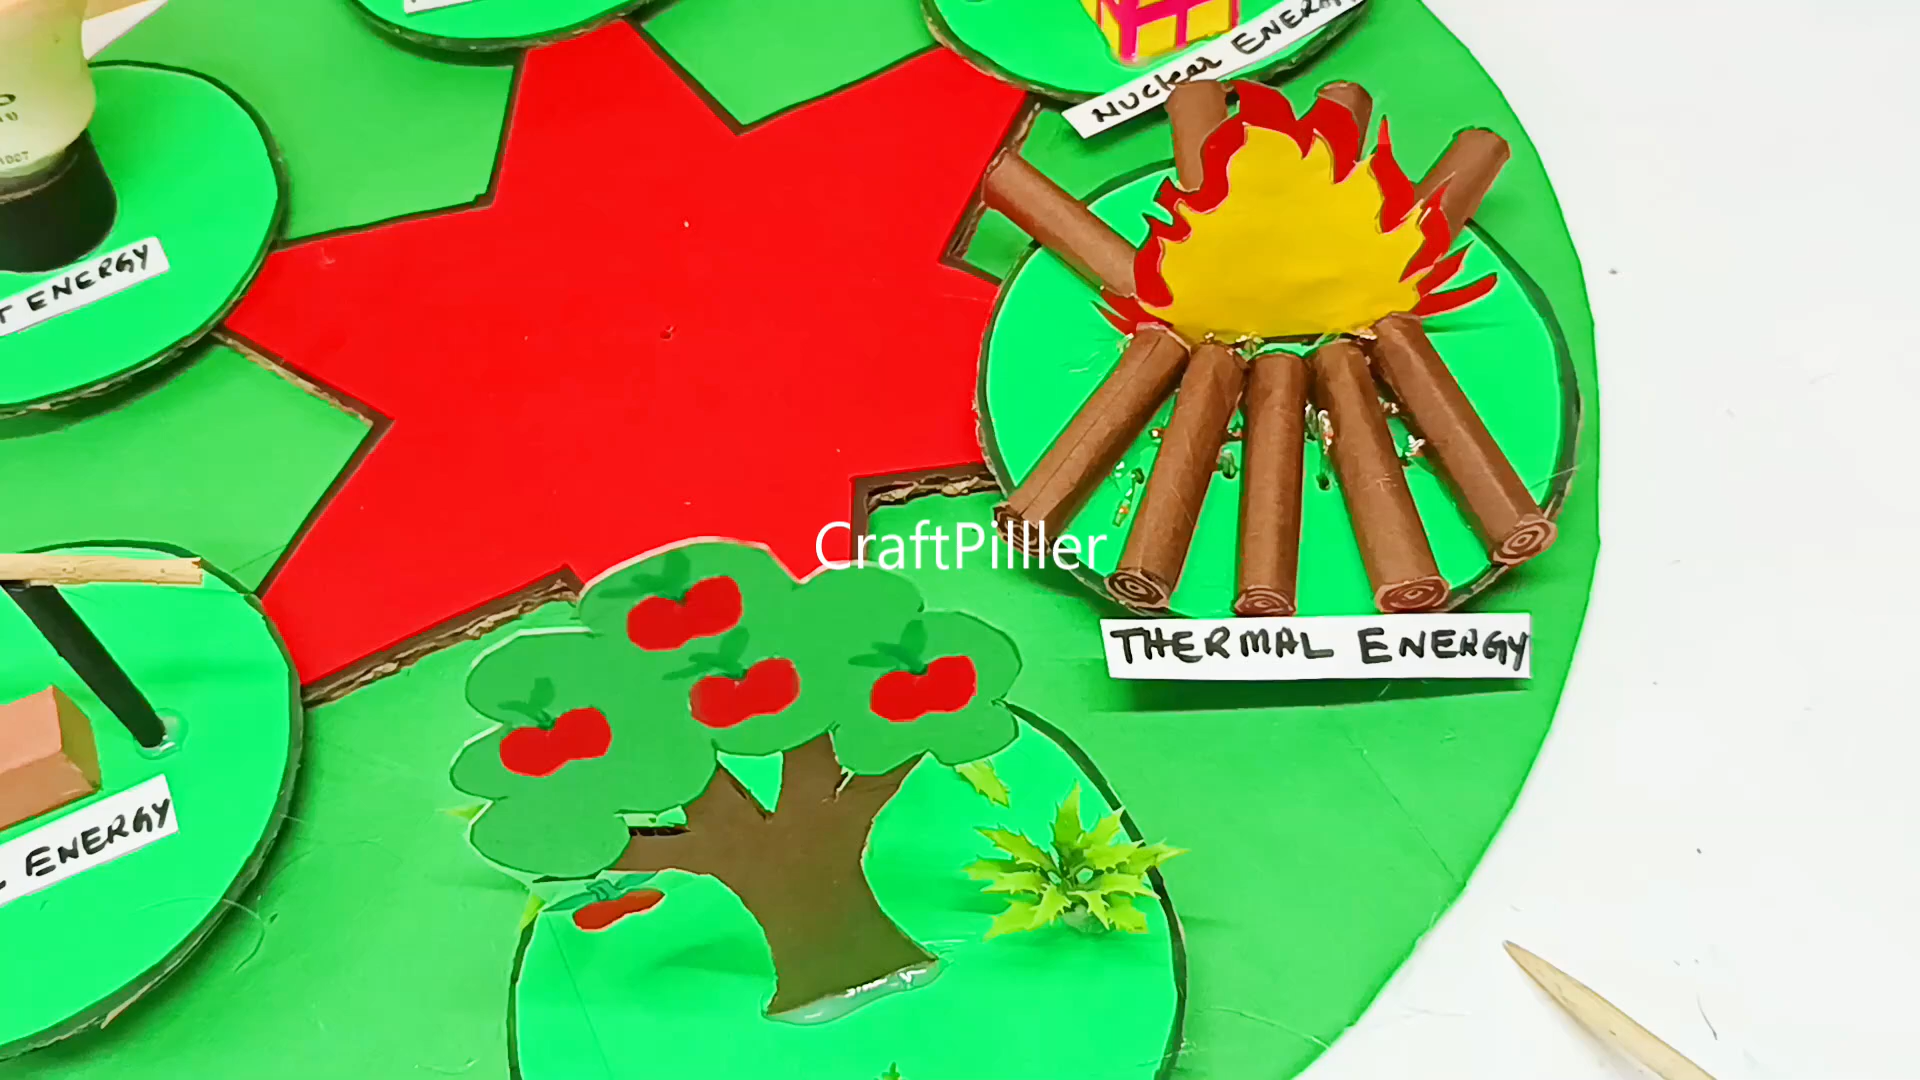 NUCleaR ENERGY
T ENERGY
CraftPilller
THERMAL ENERGY
L ENERGY